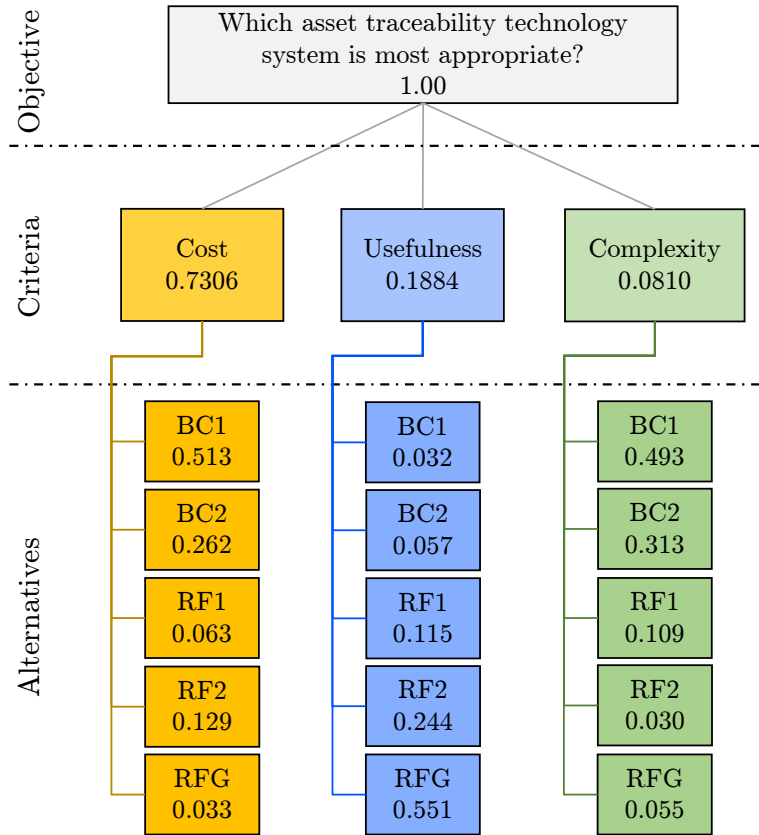 Objective
Which asset traceability technology
system is most appropriate?
1.00
Criteria
Cost
0.7306
Usefulness
0.1884
Complexity
0.0810
Alternatives
BC1
0.513
BC2
0.262
RF1
0.063
RF2
0.129
RFG
0.033
BC1
0.032
BC2
0.057
RF1
0.115
RF2
0.244
RFG
0.551
BC1
0.493
BC2
0.313
RF1
0.109
RF2
0.030
RFG
0.055